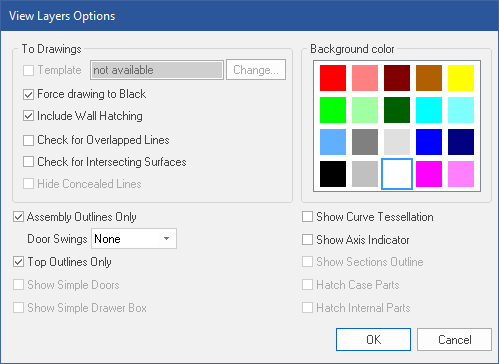 View Layers Options
To Drawings
Template not available Change...
Force drawing to Black
Include Wall Hatching
Check for Overlapped Lines
Check for Intersecting Surfaces
Hide Concealed Lines
Background color
Assembly Outlines Only
Door Swings None
Top Outlines Only
Show Simple Doors
Show Simple Drawer Box
Show Curve Tessellation
Show Axis Indicator
Show Sections Outline
Hatch Case Parts
Hatch Internal Parts
OK Cancel